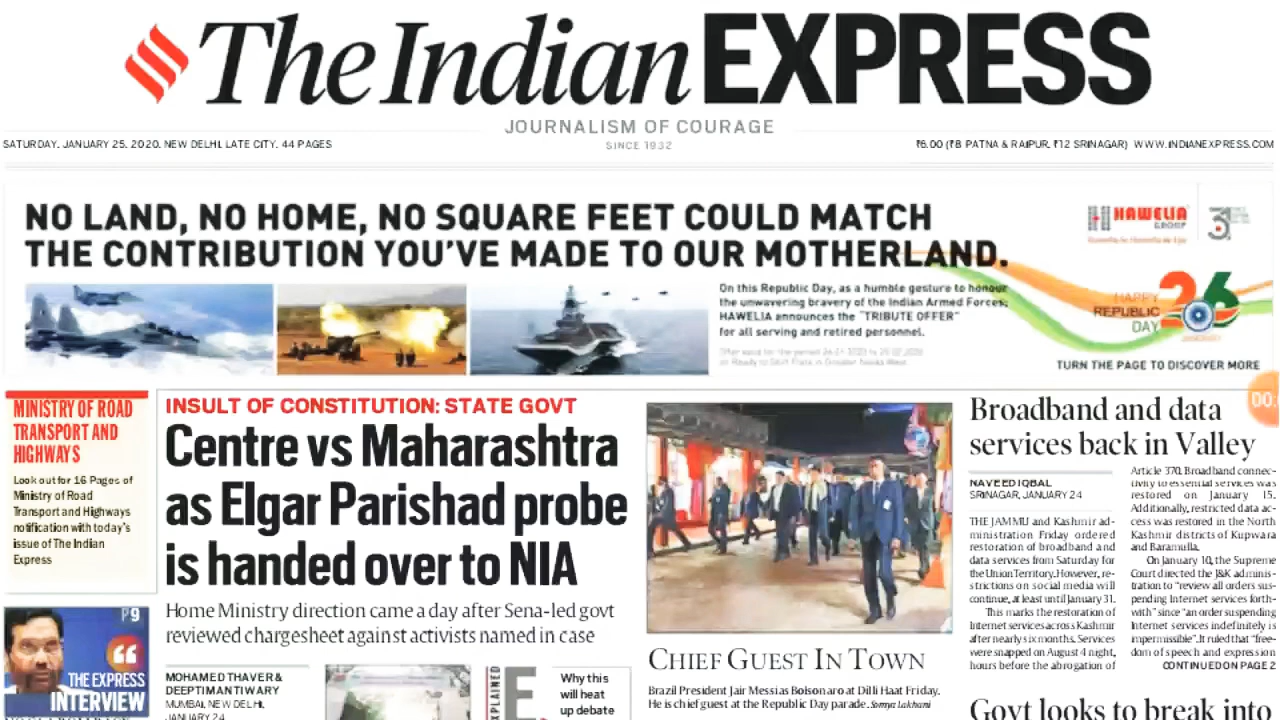 The Indian EXPRESS
JOURNALISM OF COURAGE
SINCE 1932
SATURDAY, JANUARY 25, 2020, NEW DELHI, LATE CITY, 44 PAGES
₹6.00 (₹8 PATNA & RAIPUR, ₹12 SRINAGAR) WWW.INDIANEXPRESS.COM
NO LAND, NO HOME, NO SQUARE FEET COULD MATCH
THE CONTRIBUTION YOU'VE MADE TO OUR MOTHERLAND.
On this Republic Day, as a humble gesture to honour
the unwavering bravery of the Indian Armed Forces,
HAWELIA announces the "TRIBUTE OFFER"
for all serving and retired personnel.
HAWELIA
GROUP
HAPPY
REPUBLIC
DAY
26
JANUARY
TURN THE PAGE TO DISCOVER MORE
MINISTRY OF ROAD
TRANSPORT AND
HIGHWAYS
Look out for 16 Pages of
Ministry of Road
Transport and Highways
notification with today's
issue of The Indian
Express
P9
THE EXPRESS
INTERVIEW
INSULT OF CONSTITUTION: STATE GOVT
Centre vs Maharashtra
as Elgar Parishad probe
is handed over to NIA
Home Ministry direction came a day after Sena-led govt
reviewed chargesheet against activists named in case
MOHAMED THAVER &
DEEPTIMAN TIWARY
MUMBAI, NEW DELHI,
JANUARY 24
EXPLAINED
E
Why this
will heat
up debate
CHIEF GUEST IN TOWN
Brazil President Jair Messias Bolsonaro at Dilli Haat Friday.
He is chief guest at the Republic Day parade. Somya Lakhani
Broadband and data
services back in Valley
NAVEED IQBAL
SRINAGAR, JANUARY 24
THE JAMMU and Kashmir ad-
ministration Friday ordered
restoration of broadband and
data services from Saturday for
the Union Territory. However, re-
strictions on social media will
continue, at least until January 31.
This marks the restoration of
Internet services across Kashmir
after nearly six months. Services
were snapped on August 4 night,
hours before the abrogation of
Article 370. Broadband connec-
tivity to essential services was
restored on January 15.
Additionally, restricted data ac-
cess was restored in the North
Kashmir districts of Kupwara
and Baramulla.
On January 10, the Supreme
Court directed the J&K adminis-
tration to "review all orders sus-
pending Internet services forth-
with" since "an order suspending
Internet services indefinitely is
impermissible". It ruled that "free-
dom of speech and expression
CONTINUED ON PAGE 2
Govt looks to break into
00: